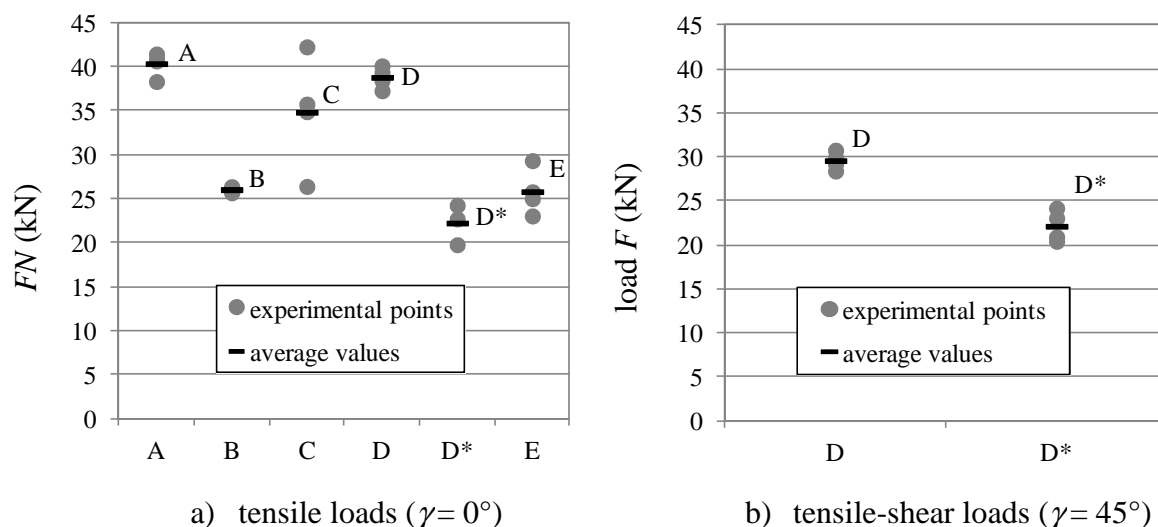 45
40
35
30
25
20
15
10
5
0
FN (kN)
A
B
C
D
D*
E
experimental points
average values
A B C D D* E
a) tensile loads (γ = 0°)
45
40
35
30
25
20
15
10
5
0
load F (kN)
D
D*
experimental points
average values
D D*
b) tensile-shear loads (γ = 45°)